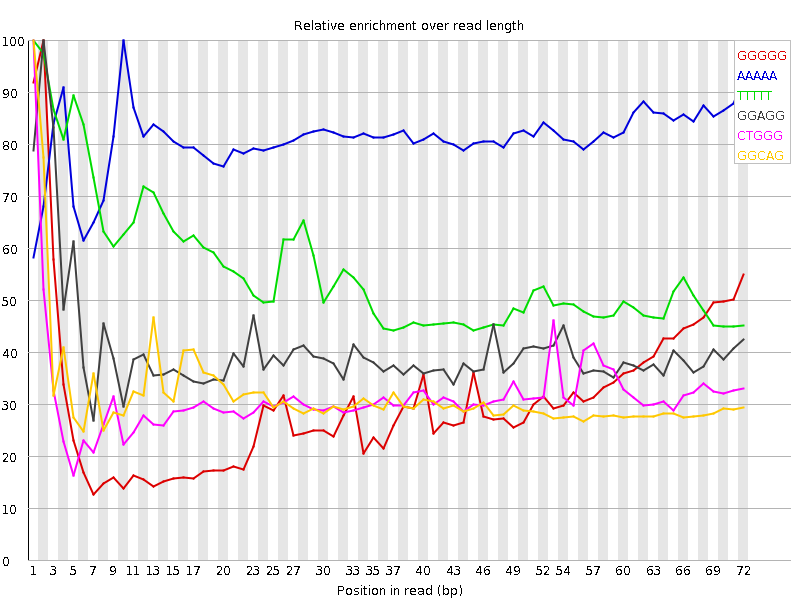 Relative enrichment over read length
100
90
80
70
60
50
40
30
20
10
0
GGGGG
AAAAA
TTTTT
GGAGG
CTGGG
GGCAG
1 3 5 7 9 11 13 15 17 20 23 25 27 30 33 35 37 40 43 46 49 52 54 57 60 63 66 69 72
Position in read (bp)